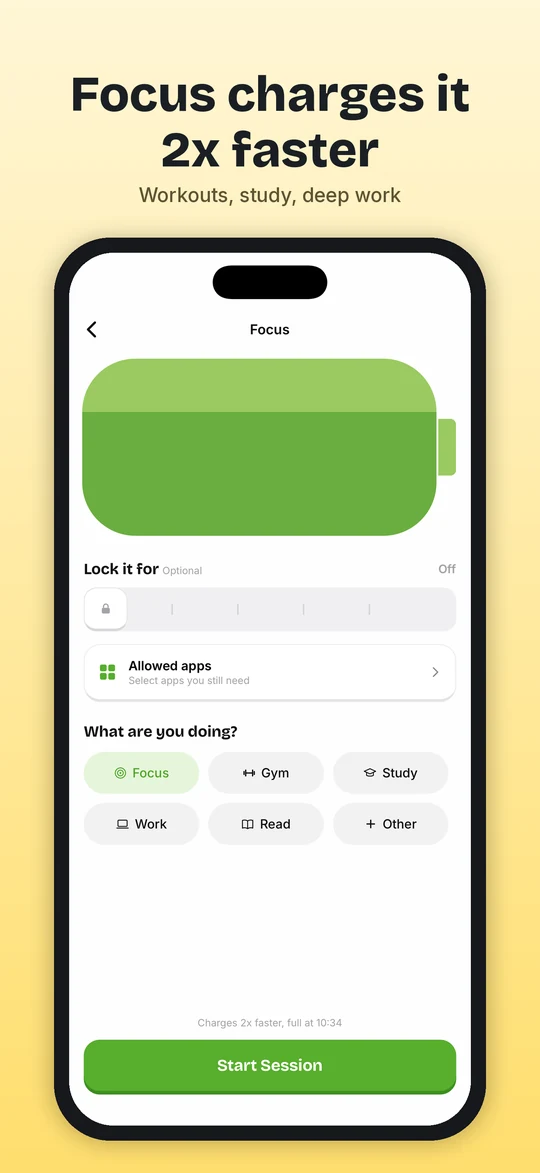 Focus charges it
2x faster
Workouts, study, deep work
Focus
Lock it for Optional Off
Allowed apps
Select apps you still need
What are you doing?
Focus Gym Study
Work Read Other
Charges 2x faster, full at 10:34
Start Session